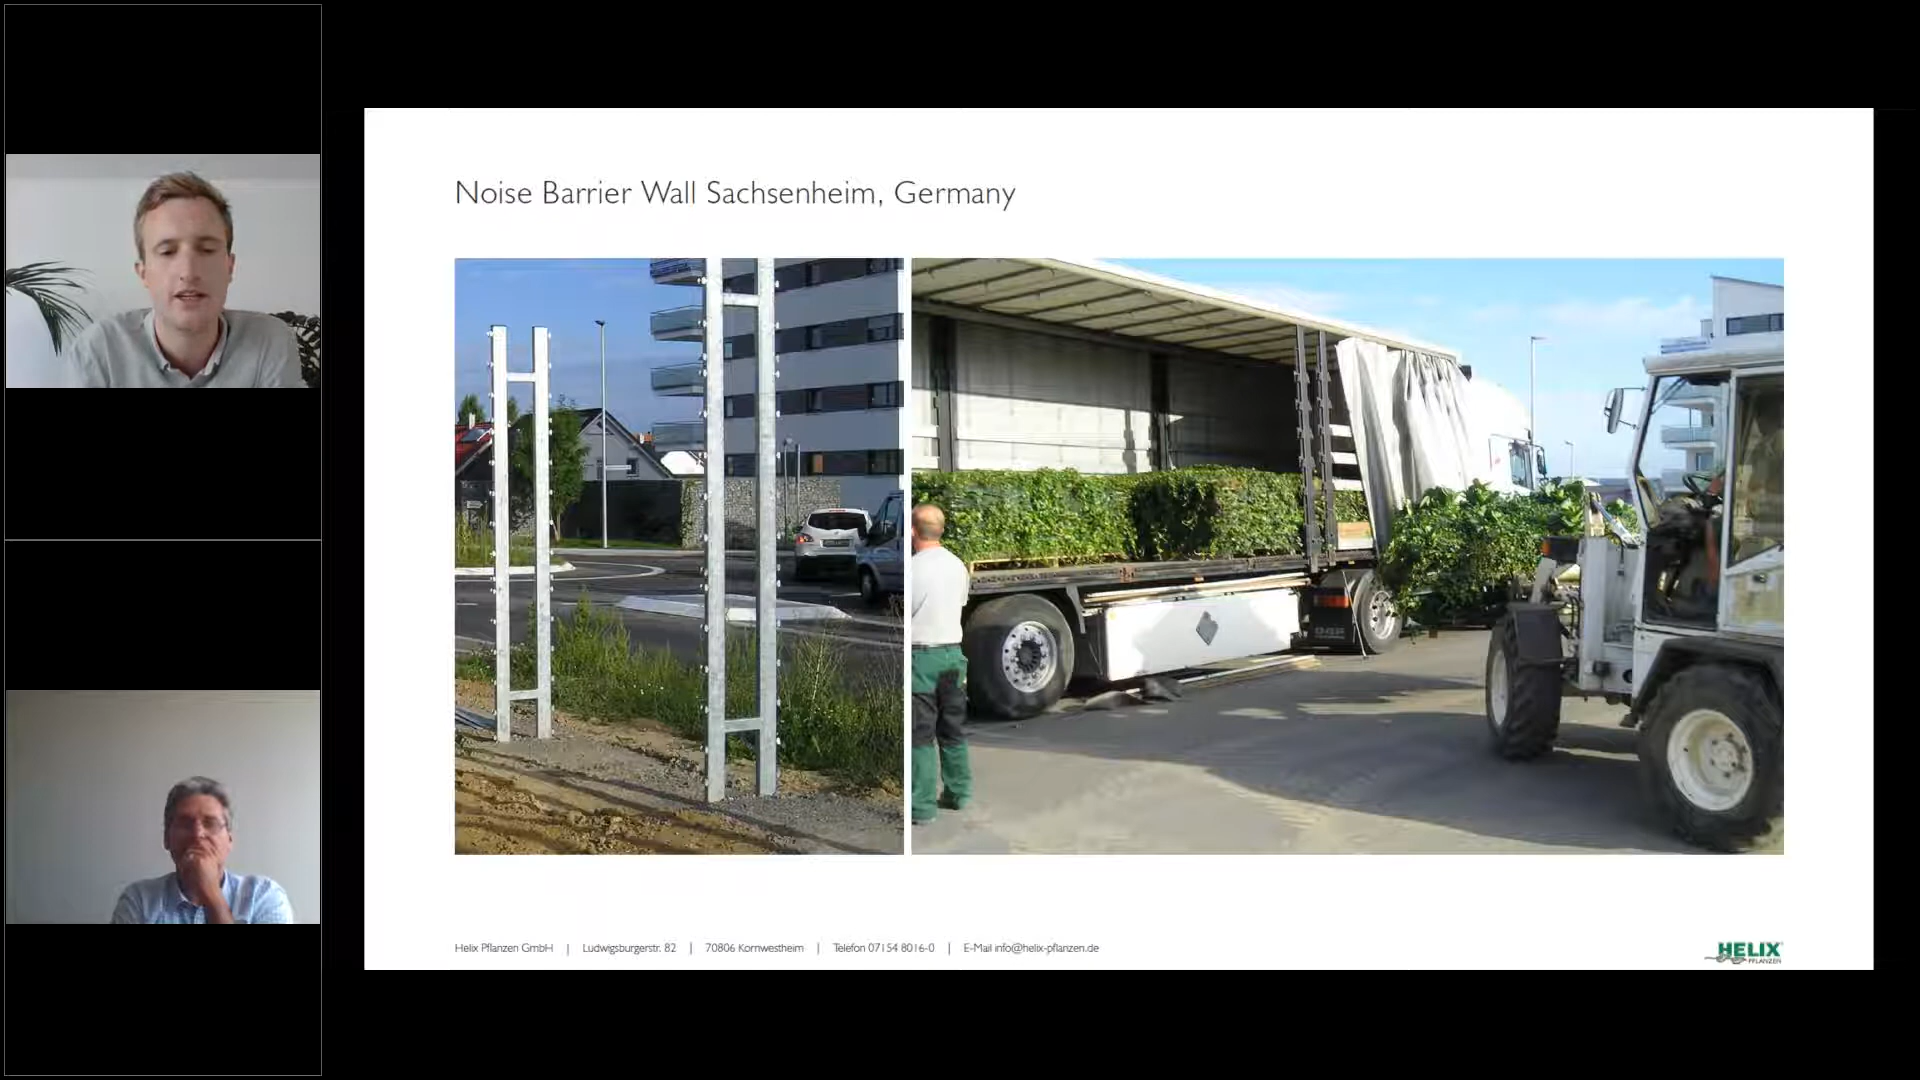 Noise Barrier Wall Sachsenheim, Germany
Helix Pflanzen GmbH | Ludwigsburgerstr. 82 | 70806 Kornwestheim | Telefon 07154 8016-0 | E-Mail info@helix-pflanzen.de
HELIX
PFLANZEN